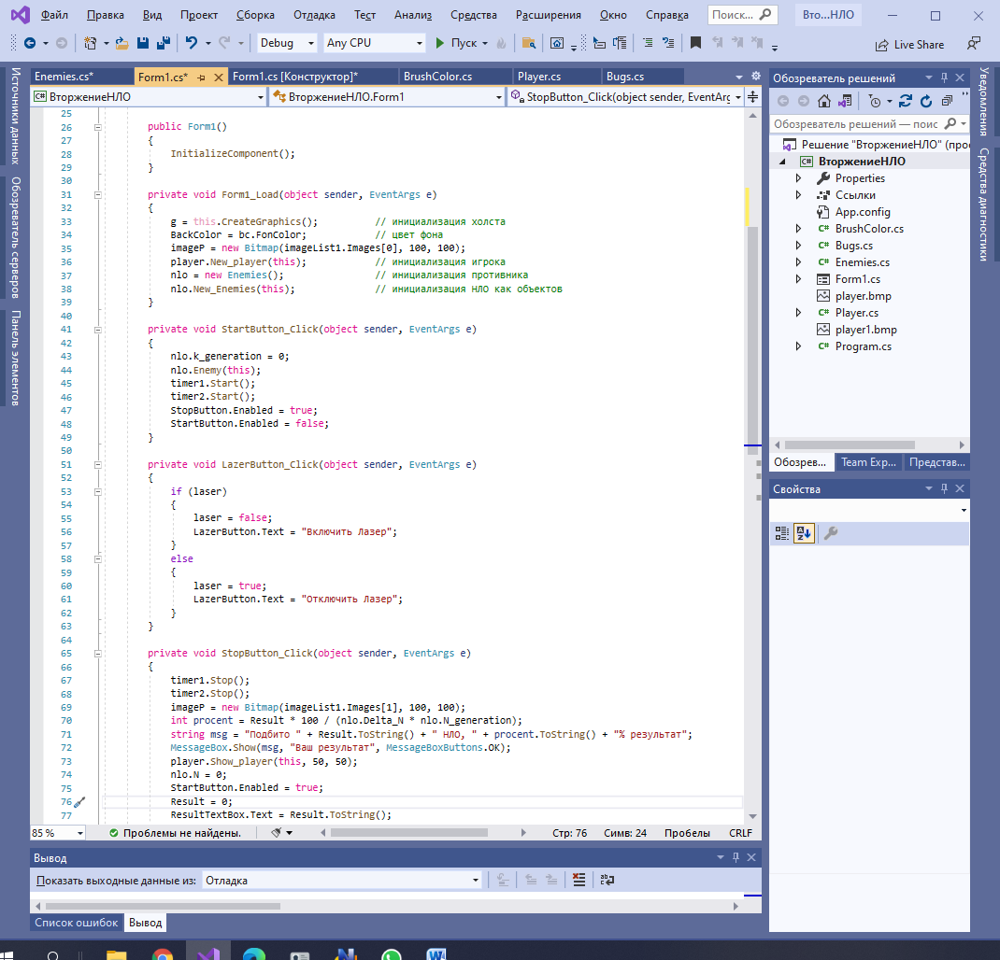 Файл Правка Вид Проект Сборка Отладка Тест Анализ Средства Расширения Окно Справка Поиск... Вто...НЛО
Debug Any CPU Пуск Live Share
Источники данных
Обозреватель серверов
Панель элементов
Enemies.cs* Form1.cs* Form1.cs [Конструктор]* BrushColor.cs Player.cs Bugs.cs
C# ВторжениеНЛО ВторжениеНЛО.Form1 StopButton_Click(object sender, EventArg
25
26 public Form1()
27 {
28 InitializeComponent();
29 }
30
31 private void Form1_Load(object sender, EventArgs e)
32 {
33 g = this.CreateGraphics(); // инициализация холста
34 BackColor = bc.FonColor; // цвет фона
35 imageP = new Bitmap(imageList1.Images[0], 100, 100);
36 player.New_player(this); // инициализация игрока
37 nlo = new Enemies(); // инициализация противника
38 nlo.New_Enemies(this); // инициализация НЛО как объектов
39 }
40
41 private void StartButton_Click(object sender, EventArgs e)
42 {
43 nlo.k_generation = 0;
44 nlo.Enemy(this);
45 timer1.Start();
46 timer2.Start();
47 StopButton.Enabled = true;
48 StartButton.Enabled = false;
49 }
50
51 private void LazerButton_Click(object sender, EventArgs e)
52 {
53 if (laser)
54 {
55 laser = false;
56 LazerButton.Text = "Включить Лазер";
57 }
58 else
59 {
60 laser = true;
61 LazerButton.Text = "Отключить Лазер";
62 }
63 }
64
65 private void StopButton_Click(object sender, EventArgs e)
66 {
67 timer1.Stop();
68 timer2.Stop();
69 imageP = new Bitmap(imageList1.Images[1], 100, 100);
70 int procent = Result * 100 / (nlo.Delta_N * nlo.N_generation);
71 string msg = "Подбито " + Result.ToString() + " НЛО, " + procent.ToString() + "% результат";
72 MessageBox.Show(msg, "Ваш результат", MessageBoxButtons.OK);
73 player.Show_player(this, 50, 50);
74 nlo.N = 0;
75 StartButton.Enabled = true;
76 Result = 0;
77 ResultTextBox.Text = Result.ToString();
85 % Проблемы не найдены. Стр: 76 Симв: 24 Пробелы CRLF
Вывод
Показать выходные данные из: Отладка
Список ошибок Вывод
Обозреватель решений
Обозреватель решений — поис
Решение "ВторжениеНЛО" (про
C# ВторжениеНЛО
Properties
Ссылки
App.config
C# BrushColor.cs
C# Bugs.cs
C# Enemies.cs
Form1.cs
player.bmp
C# Player.cs
player1.bmp
C# Program.cs
Обозрев... Team Exp... Представ...
Свойства
Уведомления
Средства диагностики